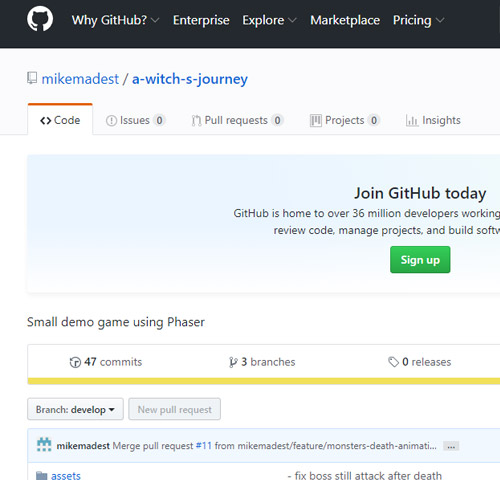 Why GitHub? Enterprise Explore Marketplace Pricing
mikemadest / a-witch-s-journey
Code Issues 0 Pull requests 0 Projects 0 Insights
Join GitHub today
GitHub is home to over 36 million developers working
review code, manage projects, and build softw
Sign up
Small demo game using Phaser
47 commits 3 branches 0 releases
Branch: develop New pull request
mikemadest Merge pull request #11 from mikemadest/feature/monsters-death-animati... ...
assets - fix boss still attack after death